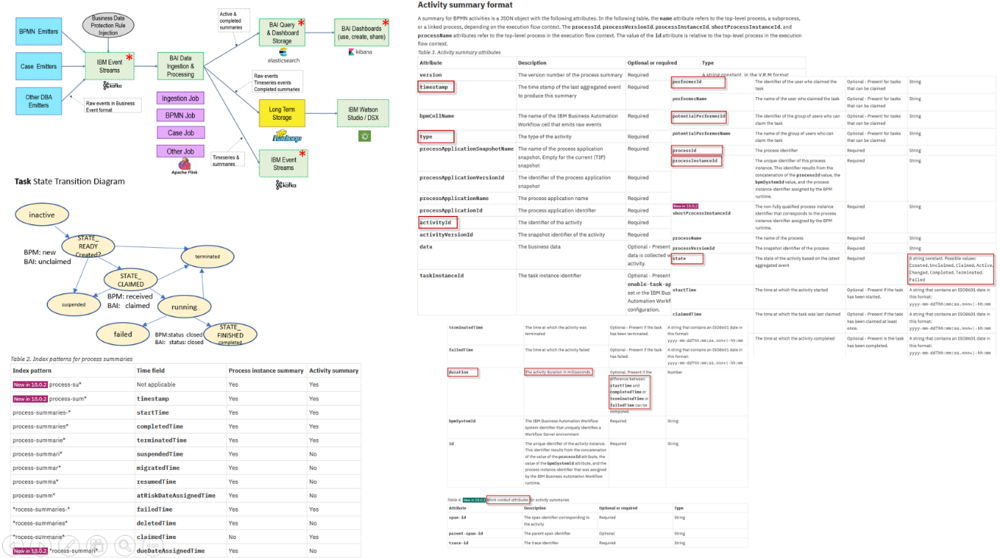 BPMN Emitters
Case Emitters
Other DBA
Emitters
Business Data
Protection Rule
Injection
IBM Event
Streams
kafka
Raw events in Business
Event format
BAI Data
Ingestion &
Processing
Ingestion Job
BPMN Job
Case Job
Other Job
Apache Flink
Active &
completed
summaries
Raw events
Timeseries events
Completed summaries
Timeseries &
summaries
BAI Query
& Dashboard
Storage
elasticsearch
BAI Dashboards
(use, create, share)
kibana
Long Term
Storage
hadoop
IBM Watson
Studio / DSX
IBM Event
Streams
kafka
Task State Transition Diagram
inactive
STATE_
READY
Created?
BPM: new
BAI: unclaimed
terminated
STATE_
CLAIMED
BPM: received
BAI: claimed
suspended
running
failed
BPM:status closed
BAI: status: closed
STATE_
FINISHED
completed
Table 2. Index patterns for process summaries
Index pattern Time field Process instance summary Activity summary
New in 18.0.2 process-su* Not applicable Yes Yes
New in 18.0.2 process-sum* timestamp Yes Yes
process-summaries-* startTime Yes Yes
process-summaries* completedTime Yes Yes
process-summarie* terminatedTime Yes Yes
process-summari* suspendedTime Yes No
process-summar* migratedTime Yes No
process-summa* resumedTime Yes No
process-summ* atRiskDateAssignedTime Yes No
*rocess-summaries-* failedTime Yes Yes
*rocess-summaries* deletedTime Yes No
*rocess-summarie* claimedTime No Yes
New in 18.0.2 *rocess-summari* dueDateAssignedTime Yes No
Activity summary format
A summary for BPMN activities is a JSON object with the following attributes. In the following table, the name attribute refers to the top-level process, a subprocess,
or a linked process, depending on the execution flow context. The processId, processVersionId, processInstanceId, shortProcessInstanceId, and
processName attributes refer to the top-level process in the execution flow context. The value of the id attribute is relative to the top-level process in the execution
flow context.
Table 3. Activity summary attributes
Attribute Description Optional or required Type
version The version number of the process summary Required A string constant, in the V.R.M format
timestamp The time stamp of the last aggregated event Required
to produce this summary
bpmCellName The name of the IBM Business Automation Required
Workflow cell that emits raw events
type The type of the activity Required
processApplicationSnapshotName The name of the process application Required
snapshot. Empty for the current (TIP)
snapshot
processApplicationVersionId The identifier of the process application Required
snapshot
processApplicationName The process application name Required
processApplicationId The process application identifier Required
activityId The identifier of the activity Required
activityVersionId The snapshot identifier of the activity Required
data The business data Optional - Present
data is collected w
activity.
taskInstanceId The task instance identifier Optional - Present
enable-task-ap
set in the IBM Bus
Automation Workf
configuration.
performerId The identifier of the user who claimed the Optional - Present for tasks String
task that can be claimed
performerName The name of the user who claimed the task Optional - Present for tasks String
that can be claimed
potentialPerformerId The identifier of the group of users who can Optional - Present for tasks String
claim the task that can be claimed
potentialPerformerName The name of the group of users who can Optional - Present for tasks String
claim the task that can be claimed
processId The process identifier Required String
processInstanceId The unique identifier of this process Required String
instance. This identifier results from the
concatenation of the processId value, the
bpmSystemId value, and the process
instance identifier assigned by the BPM
runtime.
New in 18.0.2
shortProcessInstanceId The non-fully qualified process instance Required String
identifier that corresponds to the process
instance identifier assigned by the BPM
runtime.
processName The name of the process Required String
processVersionId The snapshot identifier of the process Required String
state The state of the activity based on the latest Required A string constant. Possible values:
aggregated event Created, Unclaimed, Claimed, Active,
Changed, Completed, Terminated,
Failed
startTime The time at which the activity started Optional - Present if the task A string that contains an ISO8601 date in
has been started. this format:
yyyy-mm-ddThh:mm:ss.nnn+|-hh:mm
claimedTime The time at which the task was last claimed Optional - Present if the task A string that contains an ISO8601 date in
has been claimed at least this format:
once. yyyy-mm-ddThh:mm:ss.nnn+|-hh:mm
The time at which the activity completed Optional - Present is the task A string that contains an ISO8601 date in
has been completed. this format:
yyyy-mm-ddThh:mm:ss.nnn+|-hh:mm
terminatedTime The time at which the activity was Optional - Present if the task A string that contains an ISO8601 date in
terminated has been terminated. this format:
yyyy-mm-ddThh:mm:ss.nnn+|-hh:mm
failedTime The time at which the activity failed Optional - Present if the task A string that contains an ISO8601 date in
has failed. this format:
yyyy-mm-ddThh:mm:ss.nnn+|-hh:mm
duration The activity duration in milliseconds. Optional. Present if the Number
difference between
startTime and
completedTime or
terminatedTime or
failedTime can be
computed.
bpmSystemId The IBM Business Automation Workflow Required String
system identifier that uniquely identifies a
Workflow Server environment
id The unique identifier of the activity instance. Required String
This identifier results from the concatenation
of the value of the processId attribute, the
value of the bpmSystemId attribute, and the
process instance identifier that was assigned
by the IBM Business Automation Workflow
runtime.
Table 4. New in 18.0.1 Work context attributes for activity summaries
Attribute Description Optional or required Type
span-id The span identifier corresponding to Required String
the activity
parent-span-id The parent span identifier Optional String
trace-id The trace identifier Required String